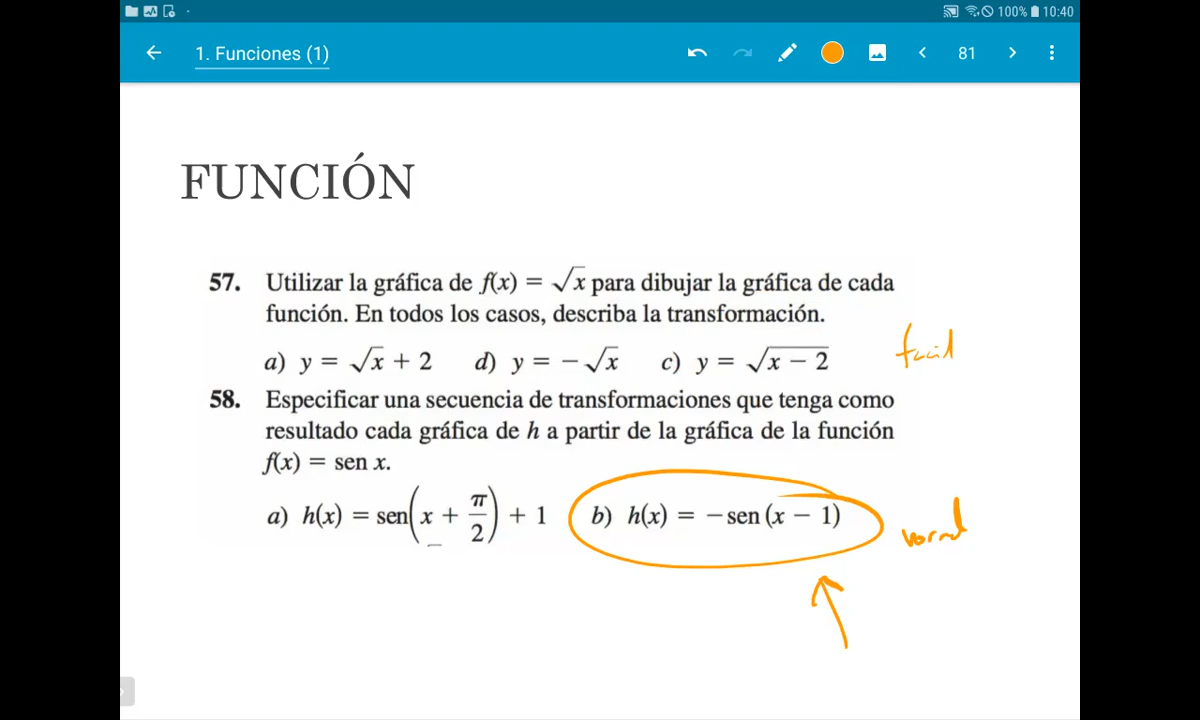 100% 10:40
1. Funciones (1)
81
FUNCIÓN
57. Utilizar la gráfica de f(x) = √x para dibujar la gráfica de cada
función. En todos los casos, describa la transformación.
a) y = √x + 2 d) y = −√x c) y = √(x − 2)
facil
58. Especificar una secuencia de transformaciones que tenga como
resultado cada gráfica de h a partir de la gráfica de la función
f(x) = sen x.
a) h(x) = sen(x + π/2) + 1 b) h(x) = −sen (x − 1)